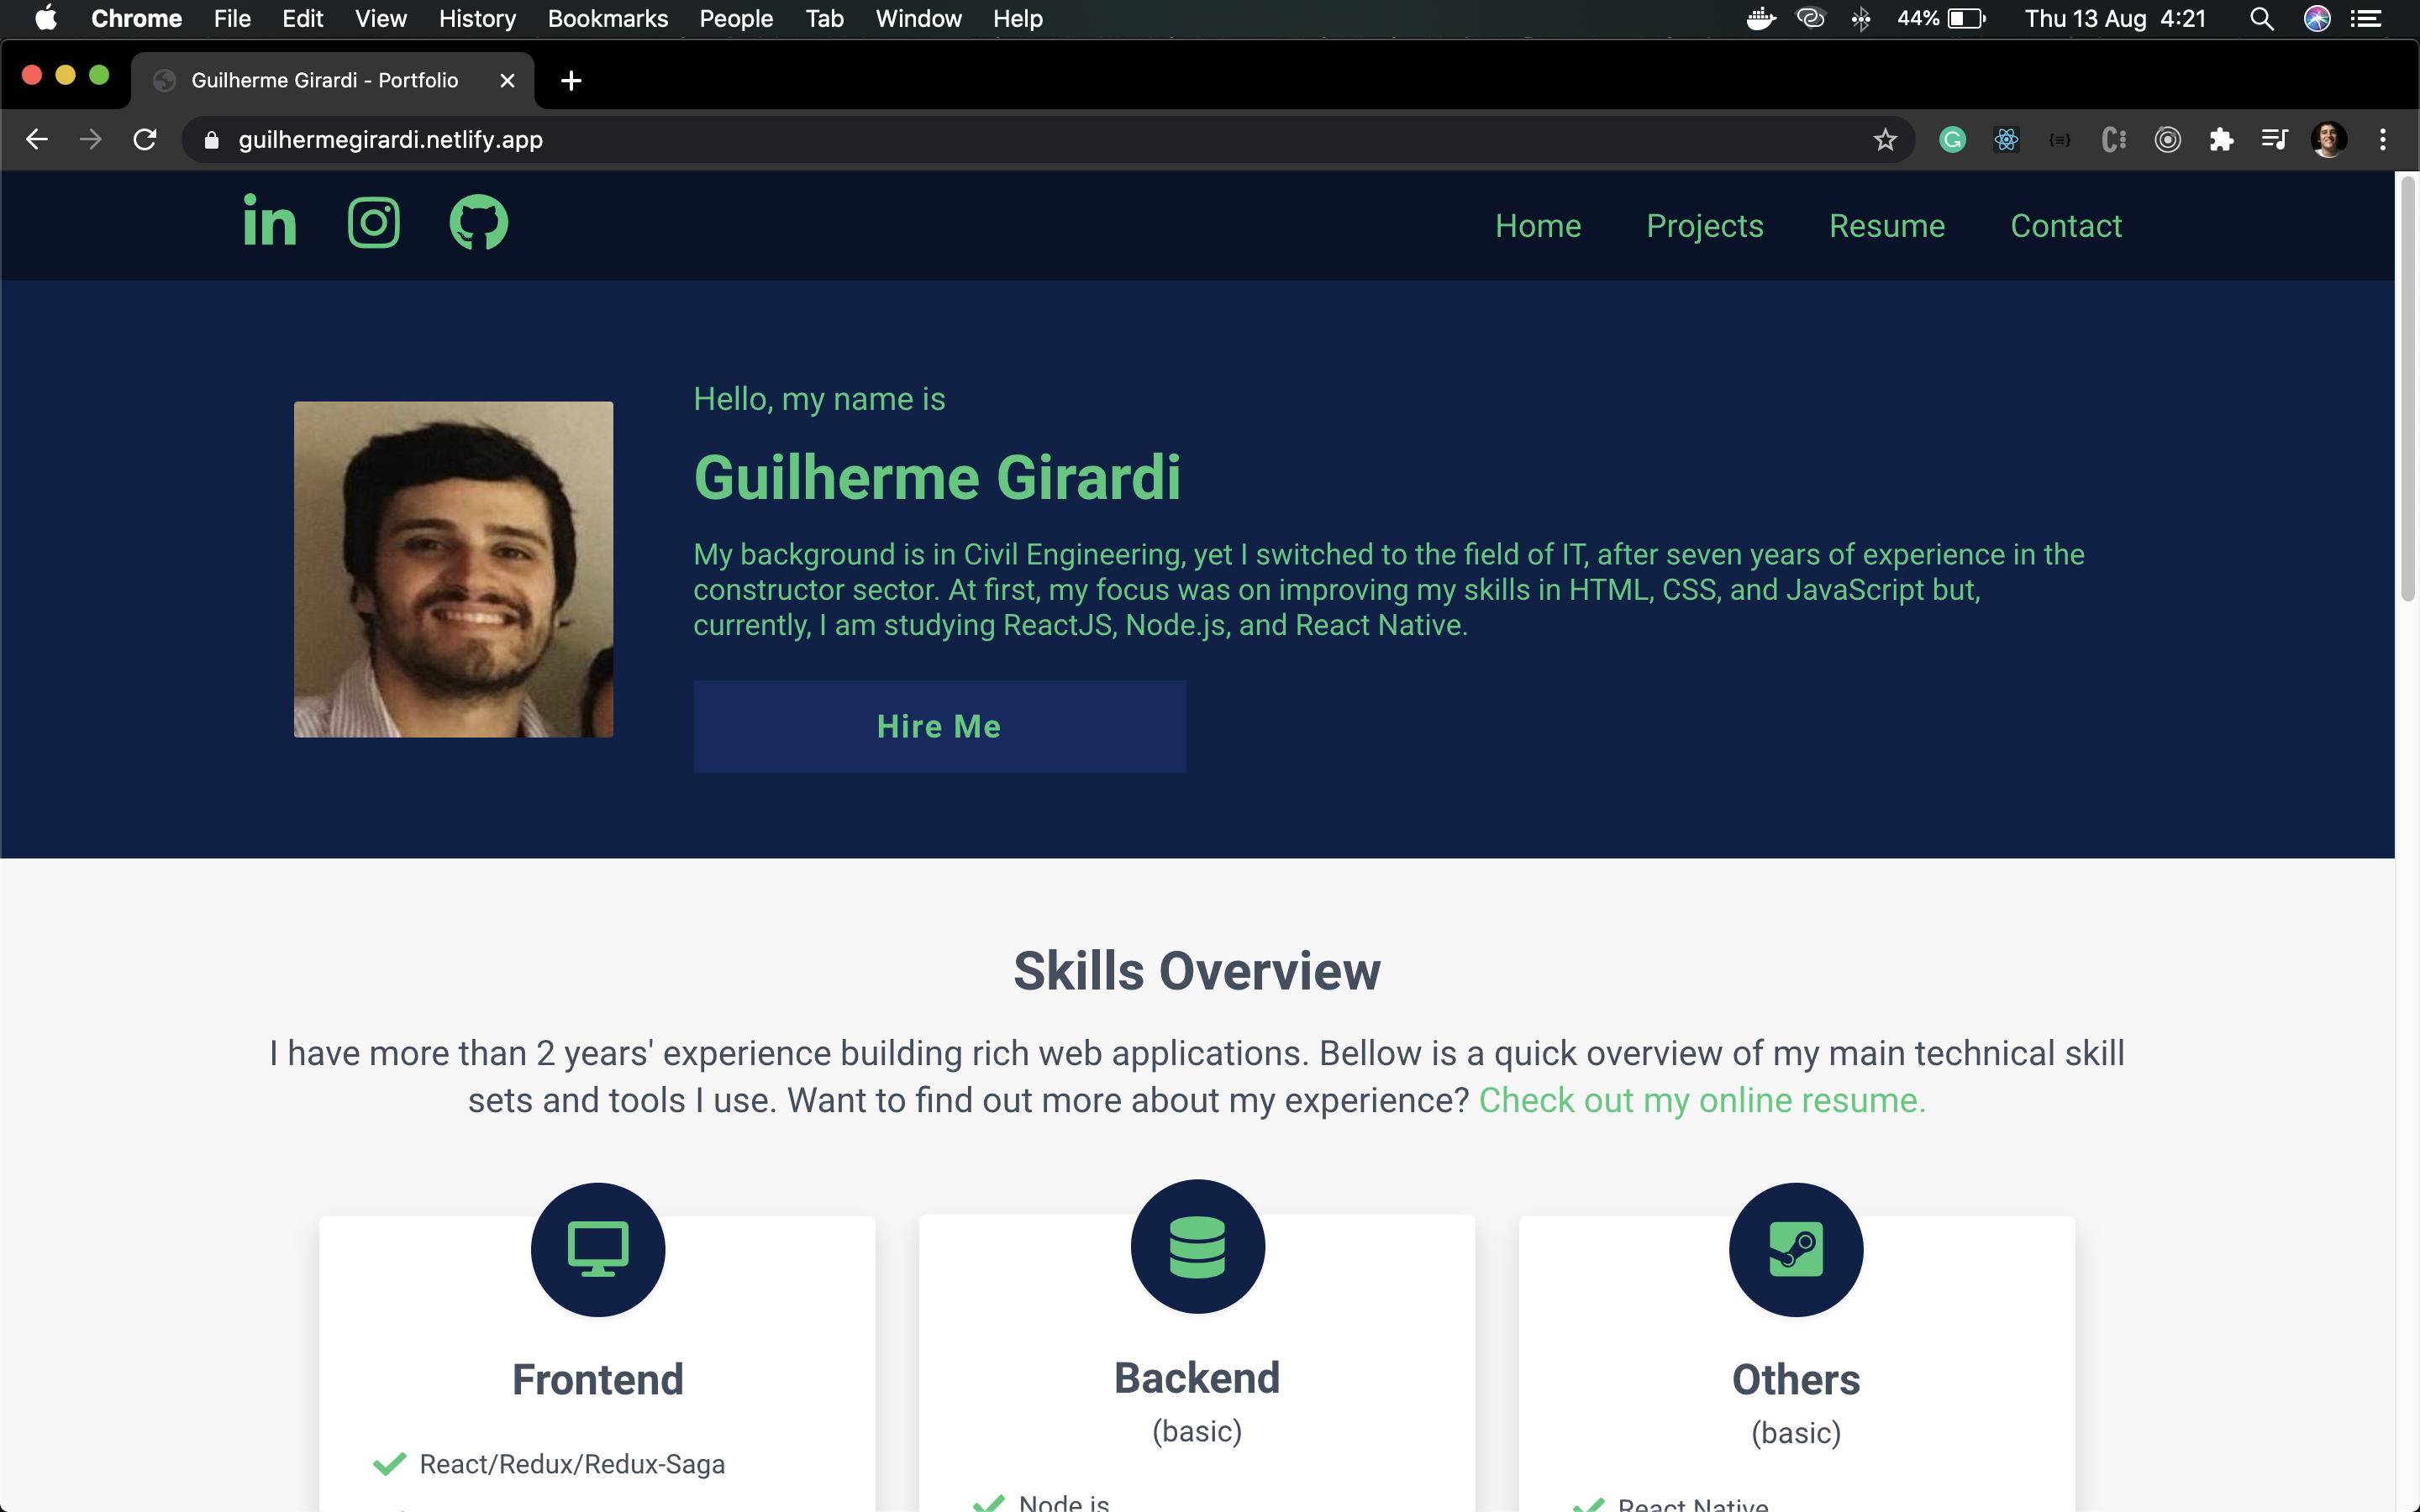 Chrome File Edit View History Bookmarks People Tab Window Help 44% Thu 13 Aug 4:21
Guilherme Girardi - Portfolio
guilhermegirardi.netlify.app
in
Home Projects Resume Contact
Hello, my name is
Guilherme Girardi
My background is in Civil Engineering, yet I switched to the field of IT, after seven years of experience in the
constructor sector. At first, my focus was on improving my skills in HTML, CSS, and JavaScript but,
currently, I am studying ReactJS, Node.js, and React Native.
Hire Me
Skills Overview
I have more than 2 years' experience building rich web applications. Bellow is a quick overview of my main technical skill
sets and tools I use. Want to find out more about my experience? Check out my online resume.
Frontend
React/Redux/Redux-Saga
Backend
(basic)
Node.js
Others
(basic)
React Native